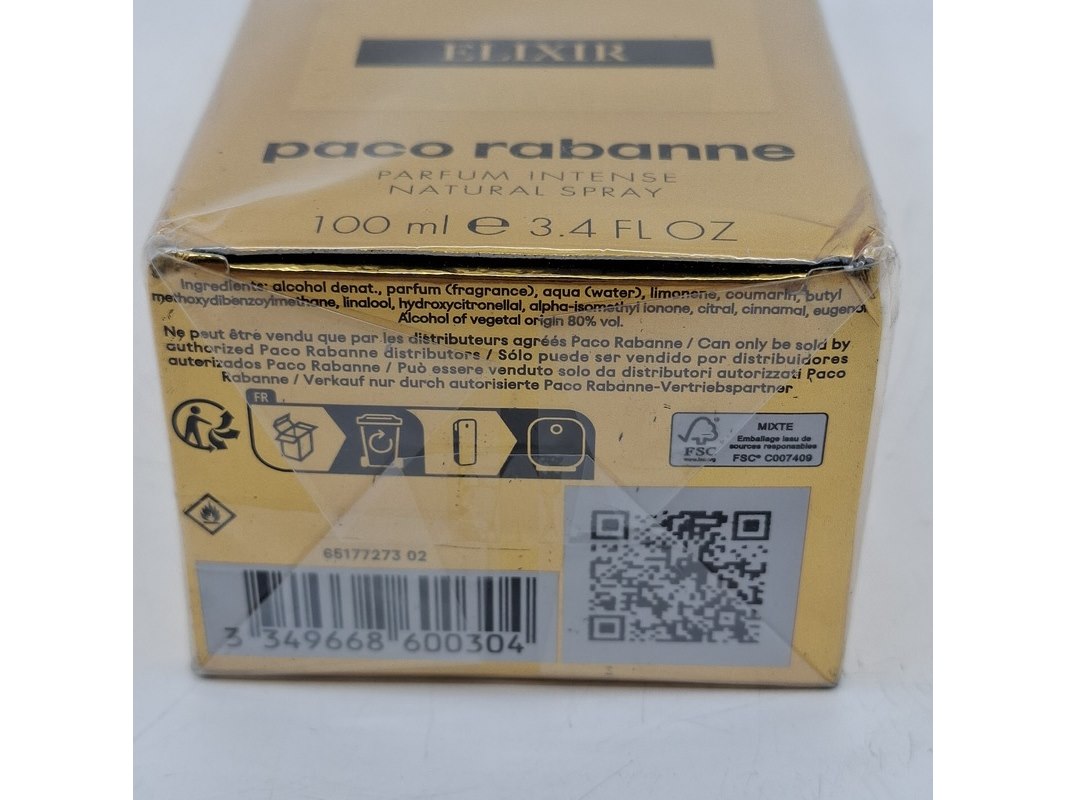 ELIXIR
paco rabanne
PARFUM INTENSE
NATURAL SPRAY
100 ml e 3.4 FL OZ
Ingredients: alcohol denat., parfum (fragrance), aqua (water), limonene, coumarin, butyl
methoxydibenzoylmethane, linalool, hydroxycitronellal, alpha-isomethyl ionone, citral, cinnamal, eugenol
Alcohol of vegetal origin 80% vol.
Ne peut être vendu que par les distributeurs agréés Paco Rabanne / Can only be sold by
authorized Paco Rabanne distributors / Sólo puede ser vendido por distribuidores
autorizados Paco Rabanne / Può essere venduto solo da distributori autorizzati Paco
Rabanne / Verkauf nur durch autorisierte Paco Rabanne-Vertriebspartner
FR
FSC
MIXTE
Emballage issu de
sources responsables
FSC® C007409
65177273 02
3 349668 600304